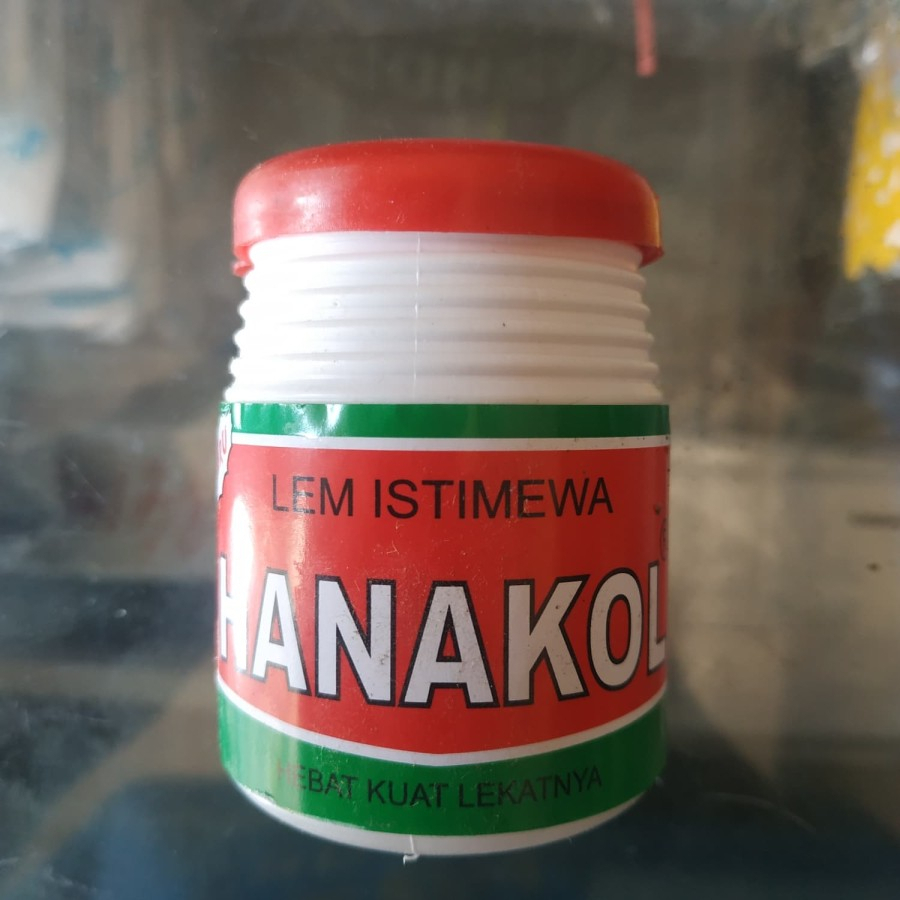 LEM ISTIMEWA
HANAKOL
HEBAT KUAT LEKATNYA